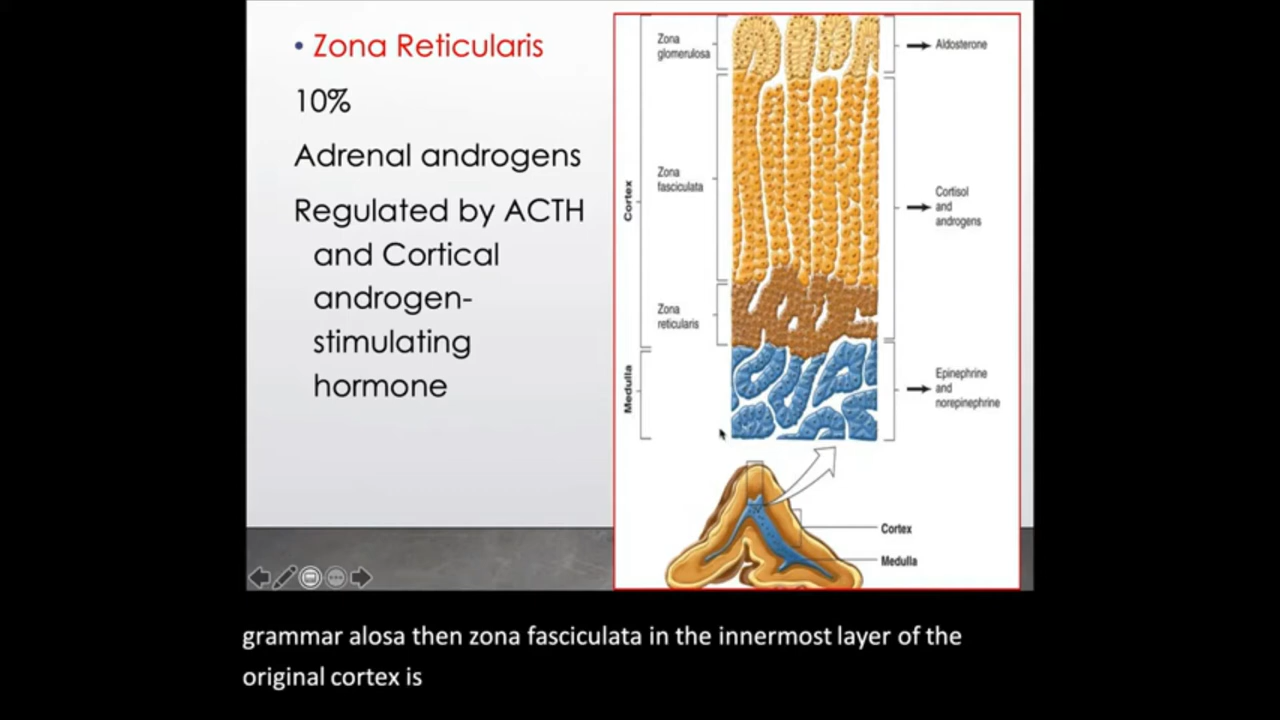 • Zona Reticularis
10%
Adrenal androgens
Regulated by ACTH
and Cortical
androgen-
stimulating
hormone
Cortex
Medulla
Zona
glomerulosa
Zona
fasciculata
Zona
reticularis
Aldosterone
Cortisol
and
androgens
Epinephrine
and
norepinephrine
Cortex
Medulla
grammar alosa then zona fasciculata in the innermost layer of the
original cortex is